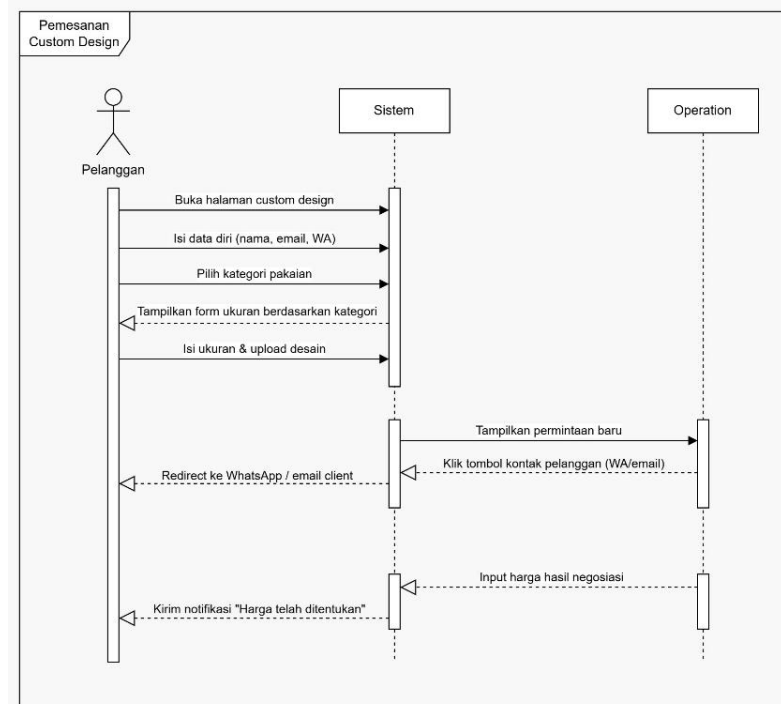 Pemesanan
Custom Design
Sistem
Operation
Pelanggan
Buka halaman custom design
Isi data diri (nama, email, WA)
Pilih kategori pakaian
Tampilkan form ukuran berdasarkan kategori
Isi ukuran & upload desain
Tampilkan permintaan baru
Klik tombol kontak pelanggan (WA/email)
Redirect ke WhatsApp / email client
Input harga hasil negosiasi
Kirim notifikasi "Harga telah ditentukan"